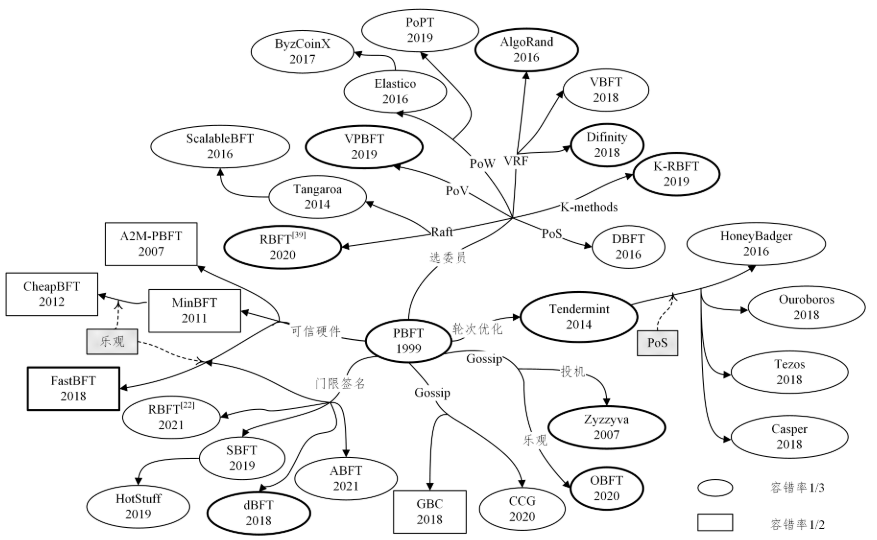 PoPT
2019
ByzCoinX
2017
AlgoRand
2016
Elastico
2016
VBFT
2018
ScalableBFT
2016
VPBFT
2019
Difinity
2018
PoW
VRF
K-RBFT
2019
Tangaroa
2014
PoV
K-methods
A2M-PBFT
2007
RBFT[39]
2020
Raft
PoS
DBFT
2016
HoneyBadger
2016
选委员
CheapBFT
2012
MinBFT
2011
Ouroboros
2018
Tendermint
2014
可信硬件
PBFT
1999
轮次优化
乐观
PoS
Gossip
Tezos
2018
FastBFT
2018
门限签名
投机
Gossip
RBFT[22]
2021
Zyzzyva
2007
乐观
Casper
2018
SBFT
2019
ABFT
2021
OBFT
2020
容错率1/3
HotStuff
2019
dBFT
2018
GBC
2018
CCG
2020
容错率1/2